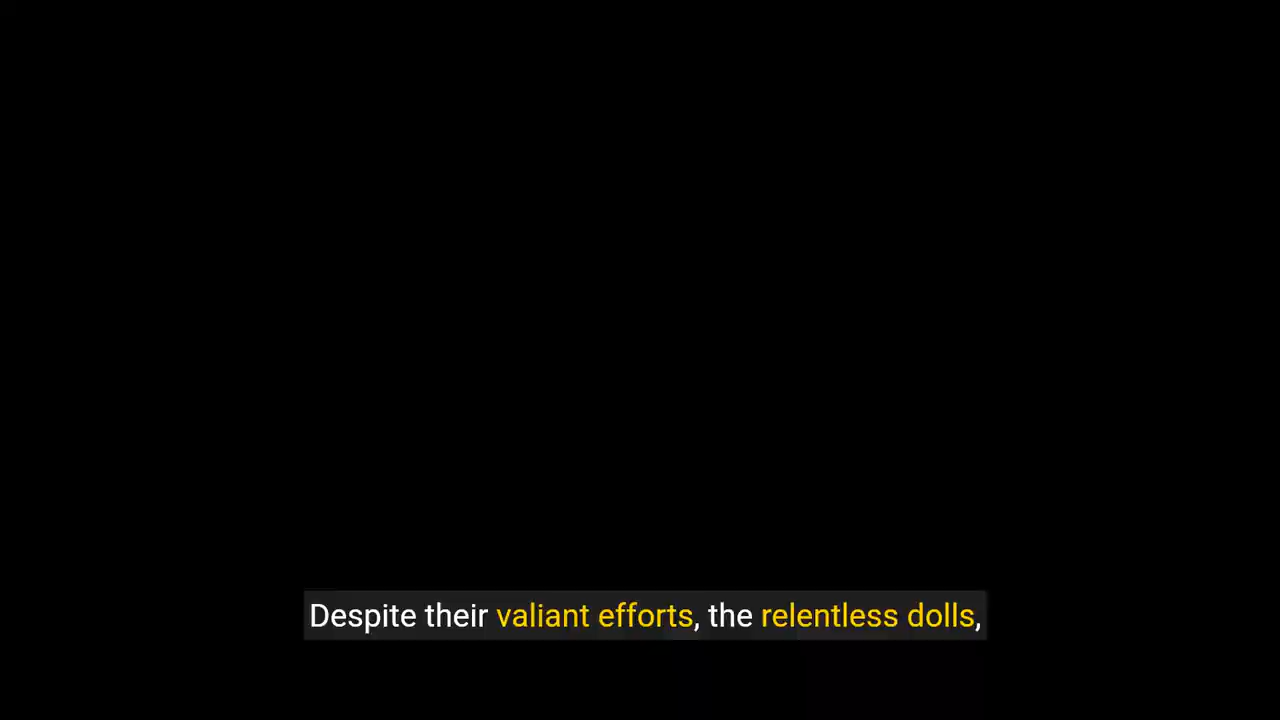 Despite their valiant efforts, the relentless dolls,